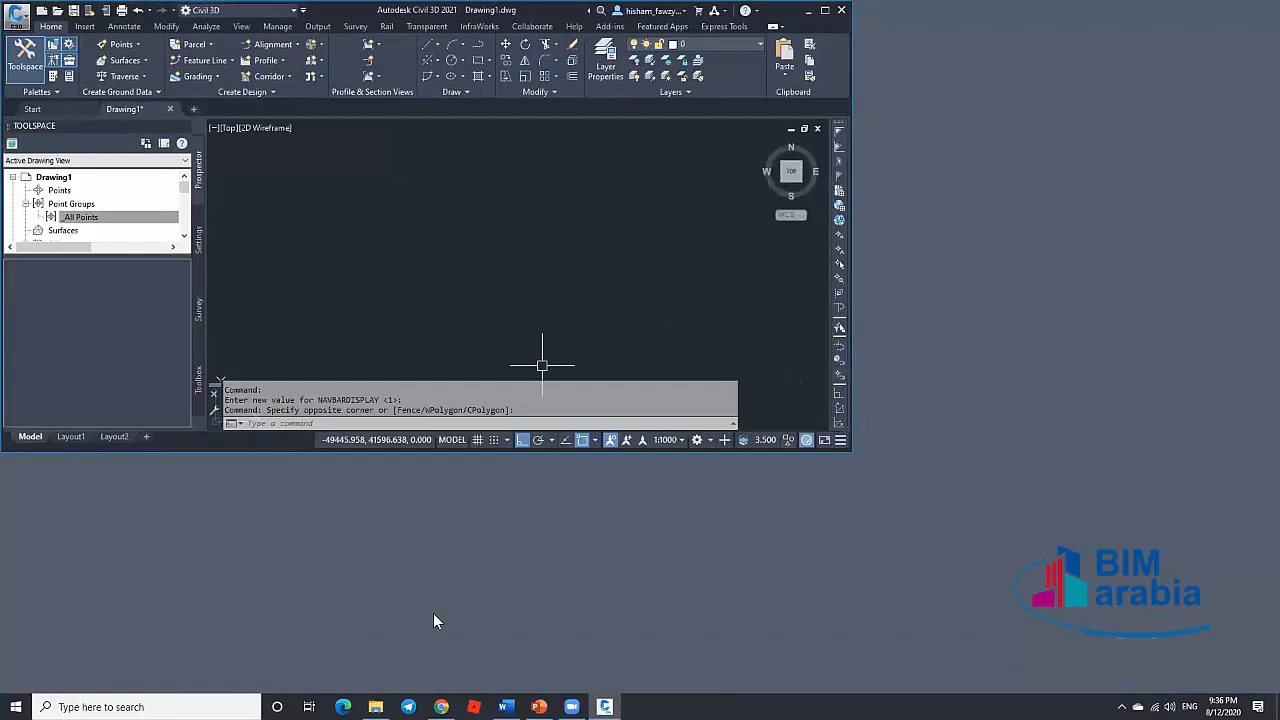 Civil 3D
Autodesk Civil 3D 2021 Drawing1.dwg
hisham_fawzy...
Home Insert Annotate Modify Analyze View Manage Output Survey Rail Transparent InfraWorks Collaborate Help Add-ins Featured Apps Express Tools
Toolspace
Points
Surfaces
Traverse
Parcel
Feature Line
Grading
Alignment
Profile
Corridor
Layer
Properties
0
Paste
Palettes
Create Ground Data
Create Design
Profile & Section Views
Draw
Modify
Layers
Clipboard
Start
Drawing1*
TOOLSPACE
Active Drawing View
Drawing1
Points
Point Groups
_All Points
Surfaces
Prospector
Settings
Survey
Toolbox
[−][Top][2D Wireframe]
N
W TOP E
S
WCS
Command:
Enter new value for NAVBARDISPLAY <1>:
Command: Specify opposite corner or [Fence/WPolygon/CPolygon]:
Type a command
Model Layout1 Layout2 +
-49445.958, 41596.638, 0.000 MODEL
1:1000
3.500
BIM
arabia
Type here to search
ENG
9:36 PM
8/12/2020